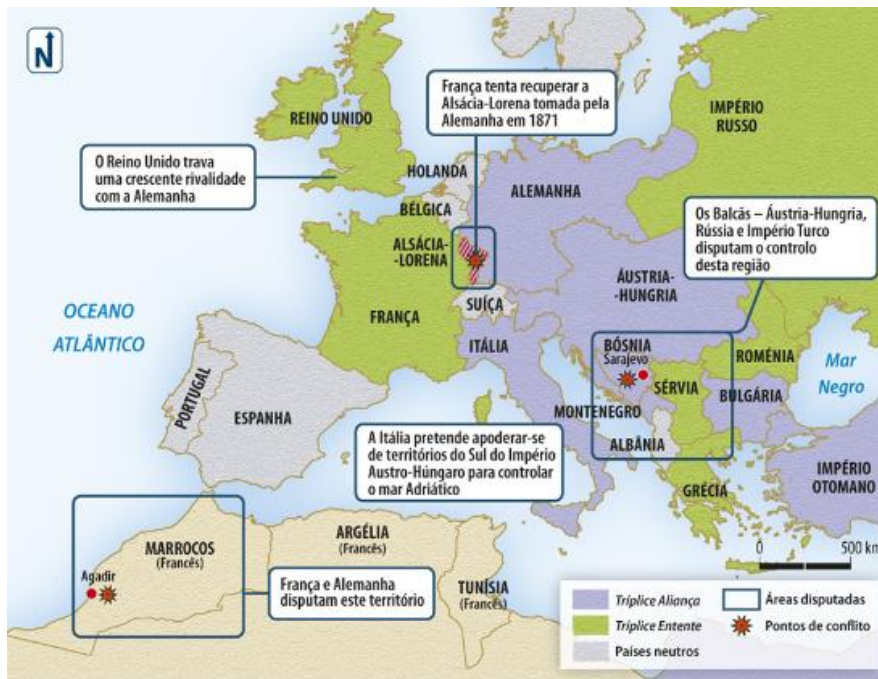 N
França tenta recuperar a
Alsácia-Lorena tomada pela
Alemanha em 1871
REINO UNIDO
IMPÉRIO
RUSSO
O Reino Unido trava
uma crescente rivalidade
com a Alemanha
HOLANDA
ALEMANHA
BÉLGICA
Os Balcãs – Áustria-Hungria,
Rússia e Império Turco
disputam o controlo
desta região
ALSÁCIA-
-LORENA
ÁUSTRIA-
-HUNGRIA
OCEANO
ATLÂNTICO
FRANÇA
SUÍÇA
ITÁLIA
BÓSNIA
Sarajevo
ROMÉNIA
Mar
Negro
SÉRVIA
BULGÁRIA
PORTUGAL
ESPANHA
MONTENEGRO
ALBÂNIA
A Itália pretende apoderar-se
de territórios do Sul do Império
Austro-Húngaro para controlar
o mar Adriático
IMPÉRIO
OTOMANO
GRÉCIA
MARROCOS
(Francês)
ARGÉLIA
(Francês)
0 500 km
Agadir
França e Alemanha
disputam este território
TUNÍSIA
(Francês)
Tríplice Aliança
Áreas disputadas
Tríplice Entente
Pontos de conflito
Países neutros